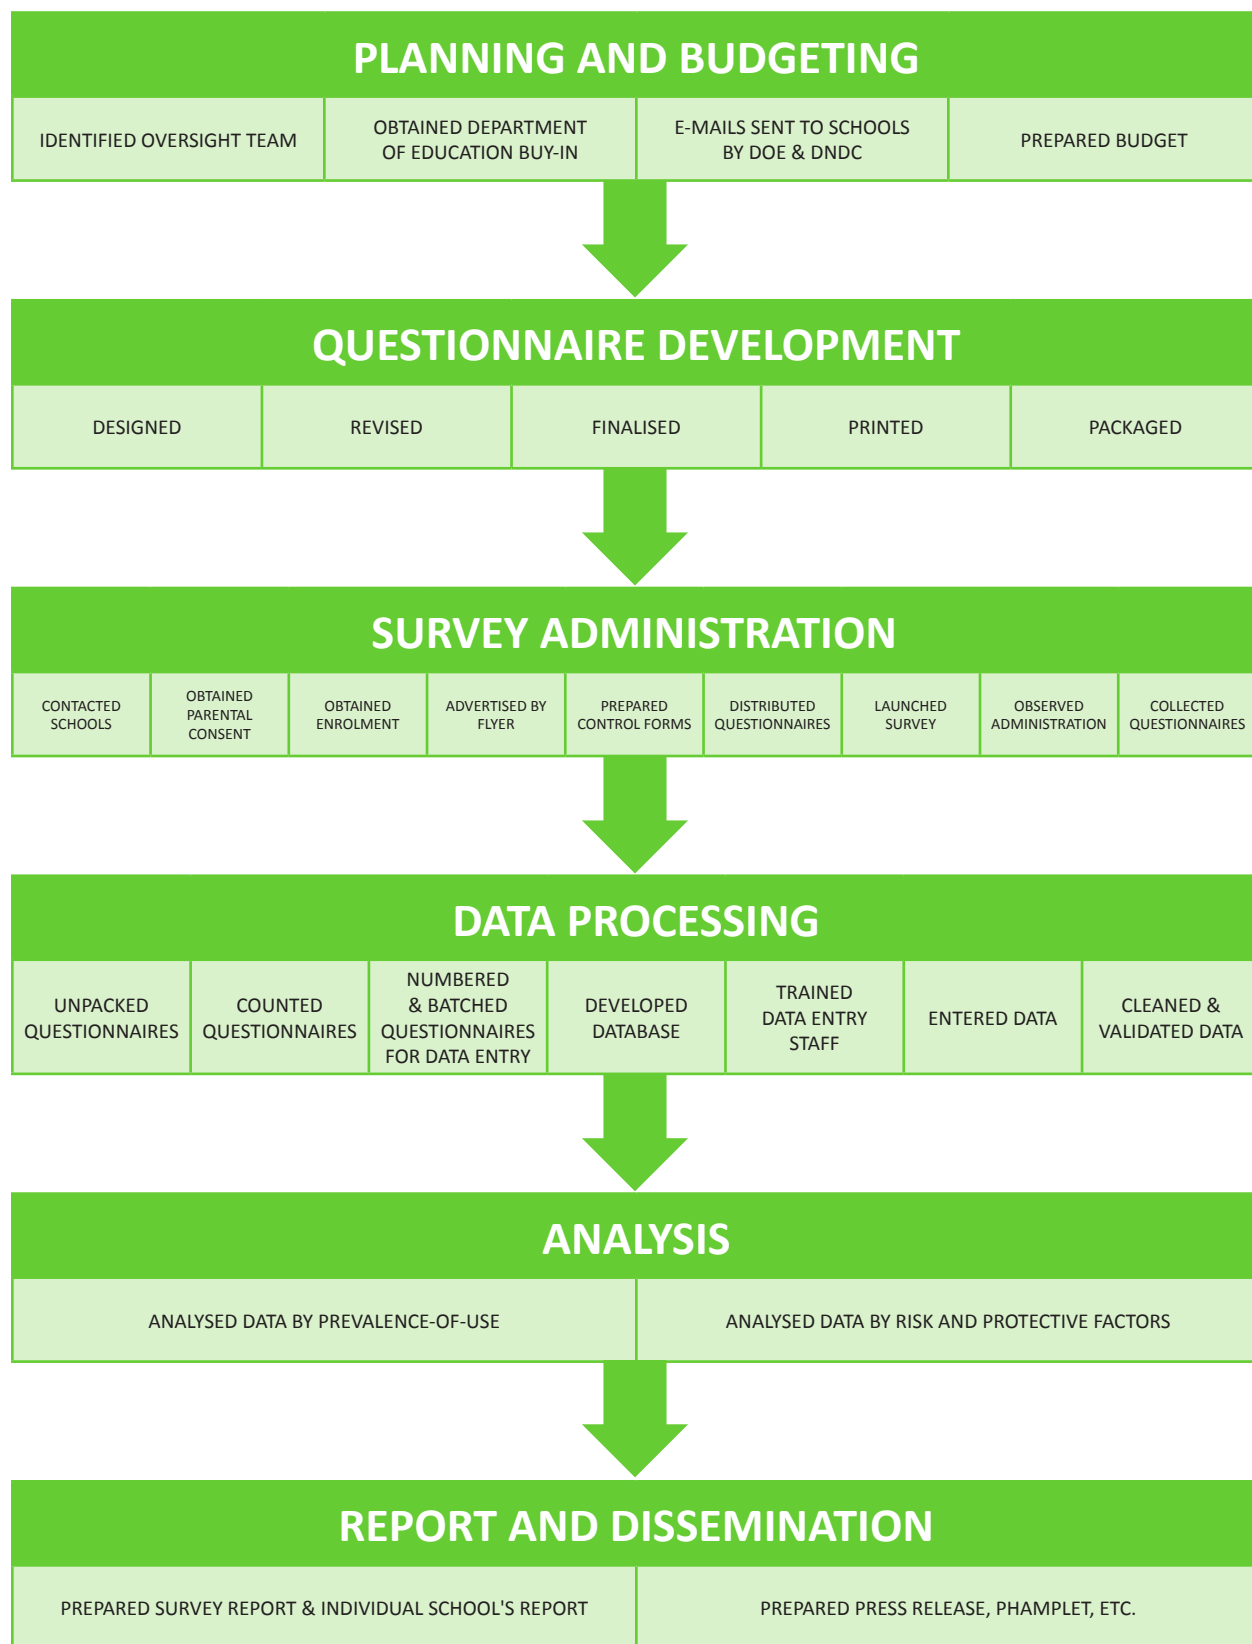 PLANNING AND BUDGETING
IDENTIFIED OVERSIGHT TEAM
OBTAINED DEPARTMENT
OF EDUCATION BUY-IN
E-MAILS SENT TO SCHOOLS
BY DOE & DNDC
PREPARED BUDGET
QUESTIONNAIRE DEVELOPMENT
DESIGNED
REVISED
FINALISED
PRINTED
PACKAGED
SURVEY ADMINISTRATION
CONTACTED
SCHOOLS
OBTAINED
PARENTAL
CONSENT
OBTAINED
ENROLMENT
ADVERTISED BY
FLYER
PREPARED
CONTROL FORMS
DISTRIBUTED
QUESTIONNAIRES
LAUNCHED
SURVEY
OBSERVED
ADMINISTRATION
COLLECTED
QUESTIONNAIRES
DATA PROCESSING
UNPACKED
QUESTIONNAIRES
COUNTED
QUESTIONNAIRES
NUMBERED
& BATCHED
QUESTIONNAIRES
FOR DATA ENTRY
DEVELOPED
DATABASE
TRAINED
DATA ENTRY
STAFF
ENTERED DATA
CLEANED &
VALIDATED DATA
ANALYSIS
ANALYSED DATA BY PREVALENCE-OF-USE
ANALYSED DATA BY RISK AND PROTECTIVE FACTORS
REPORT AND DISSEMINATION
PREPARED SURVEY REPORT & INDIVIDUAL SCHOOL'S REPORT
PREPARED PRESS RELEASE, PHAMPLET, ETC.